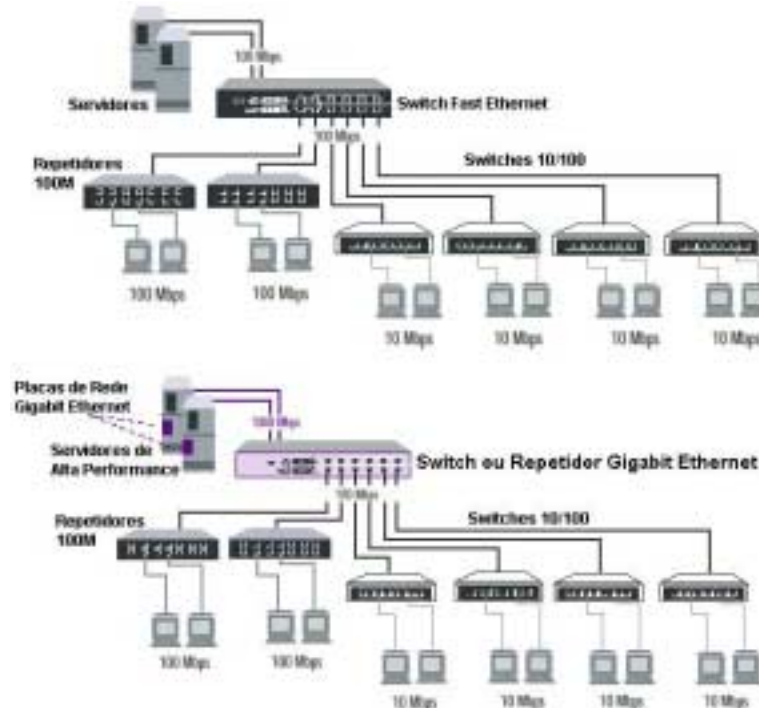 100 Mbps
Servidores
Switch Fast Ethernet
100 Mbps
Repetidores
100M
Switches 10/100
100 Mbps
100 Mbps
10 Mbps
10 Mbps
10 Mbps
10 Mbps
Placas de Rede
Gigabit Ethernet
1000 Mbps
Servidores de
Alta Performance
Switch ou Repetidor Gigabit Ethernet
100 Mbps
Repetidores
100M
Switches 10/100
100 Mbps
100 Mbps
10 Mbps
10 Mbps
10 Mbps
10 Mbps